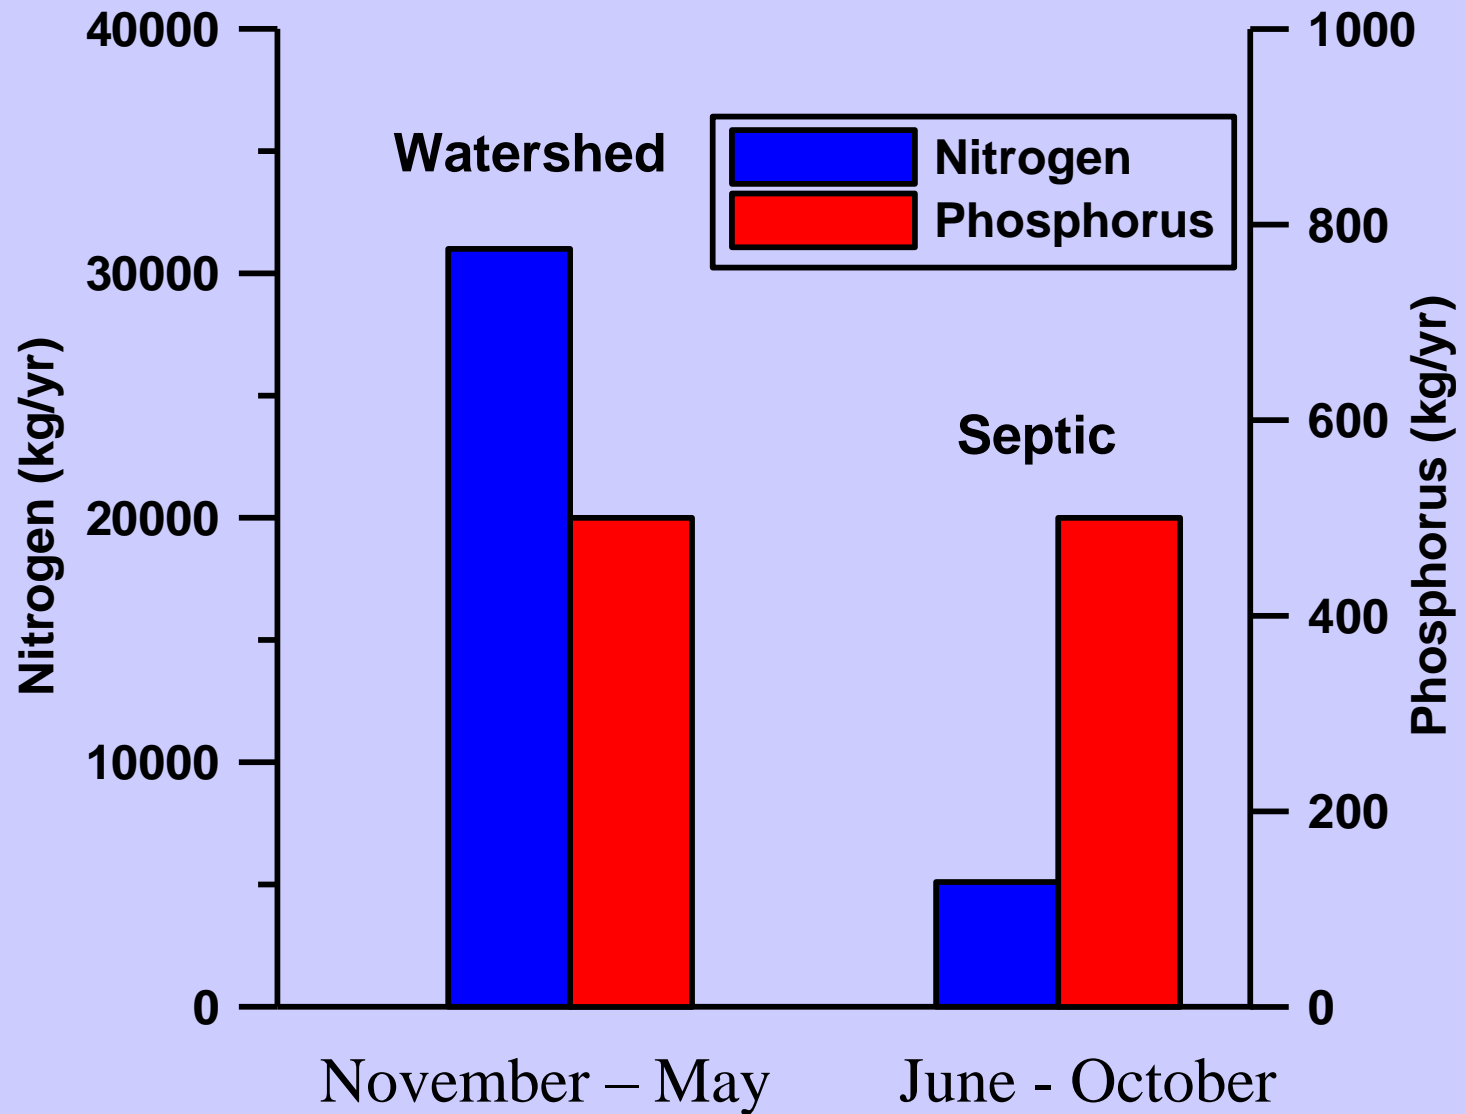 40000
30000
20000
10000
0
Nitrogen (kg/yr)
Watershed
Nitrogen
Phosphorus
Septic
1000
800
600
400
200
0
Phosphorus (kg/yr)
November – May
June - October